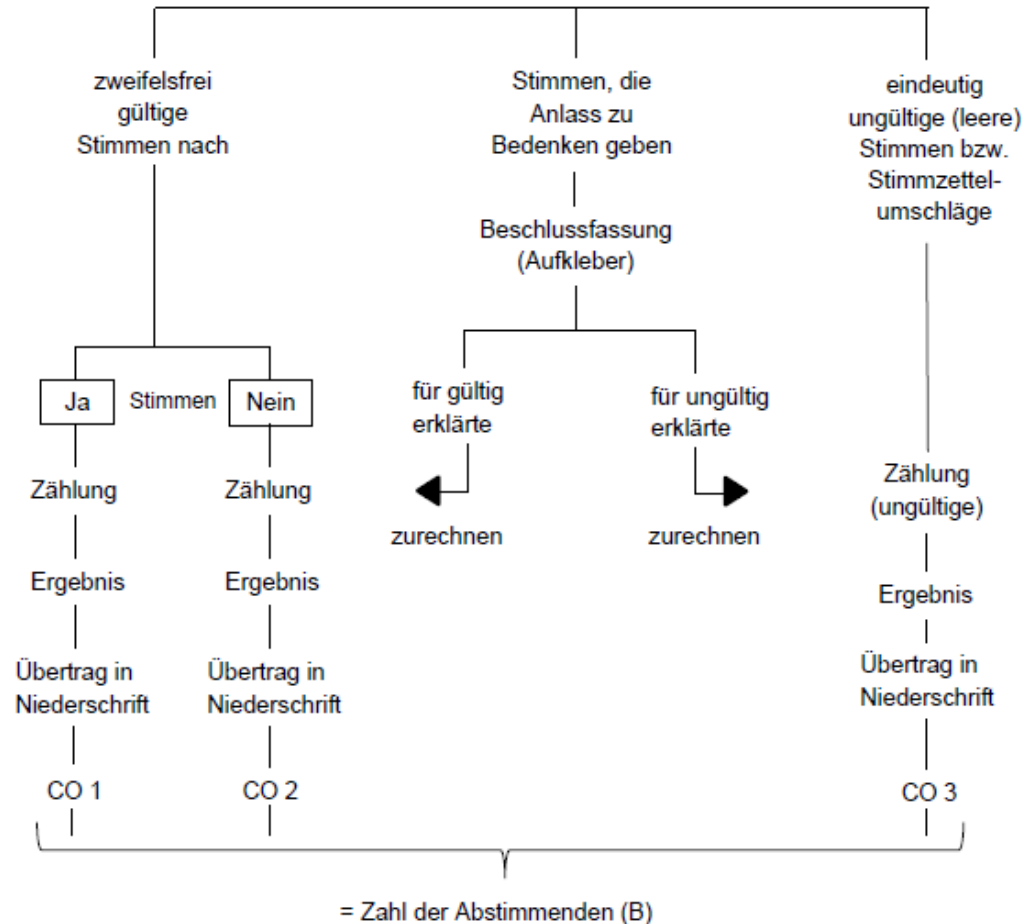 zweifelsfrei
gültige
Stimmen nach
Stimmen, die
Anlass zu
Bedenken geben
Beschlussfassung
(Aufkleber)
eindeutig
ungültige (leere)
Stimmen bzw.
Stimmzettel-
umschläge
Ja
Stimmen
Nein
für gültig
erklärte
für ungültig
erklärte
Zählung
Zählung
zurechnen
zurechnen
Zählung
(ungültige)
Ergebnis
Ergebnis
Ergebnis
Übertrag in
Niederschrift
Übertrag in
Niederschrift
Übertrag in
Niederschrift
CO 1
CO 2
CO 3
= Zahl der Abstimmenden (B)